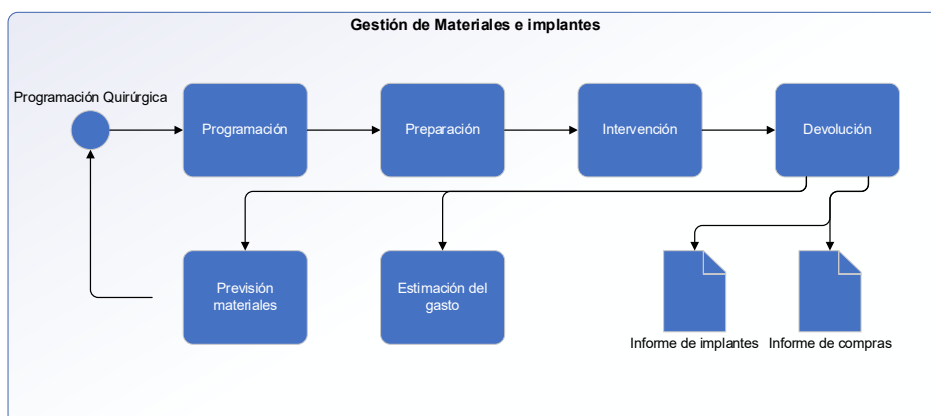 Gestión de Materiales e implantes
Programación Quirúrgica
Programación
Preparación
Intervención
Devolución
Previsión
materiales
Estimación del
gasto
Informe de implantes
Informe de compras